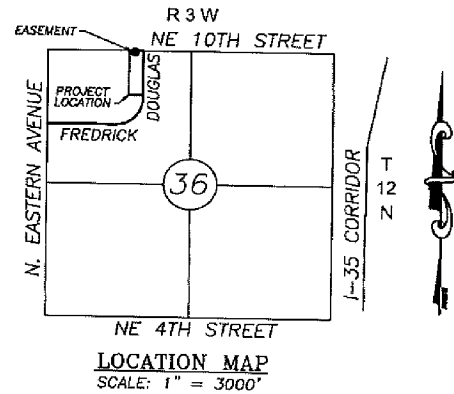 R 3 W
EASEMENT
NE 10TH STREET
PROJECT
LOCATION
DOUGLAS
FREDRICK
N. EASTERN AVENUE
36
I-35 CORRIDOR
T
12
N
NE 4TH STREET
LOCATION MAP
SCALE: 1" = 3000'